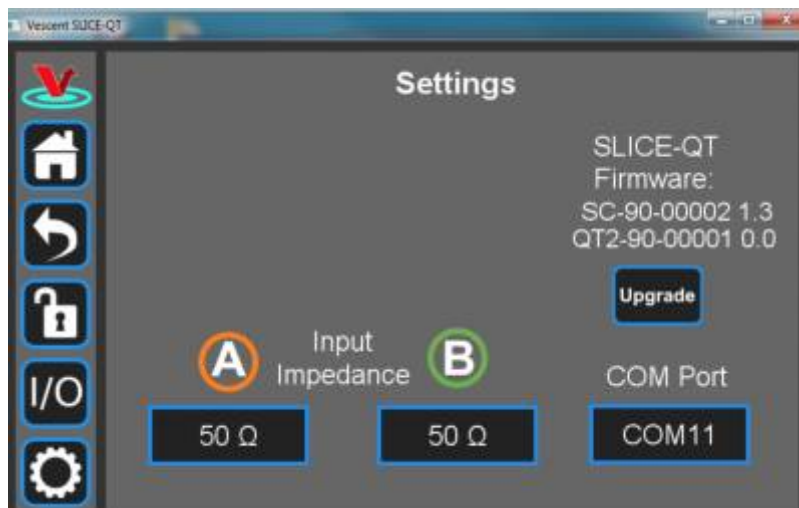 Vescent SLICE-QT
Settings
SLICE-QT
Firmware:
SC-90-00002 1.3
QT2-90-00001 0.0
Upgrade
A
Input
Impedance
B
COM Port
I/O
50 Ω
50 Ω
COM11